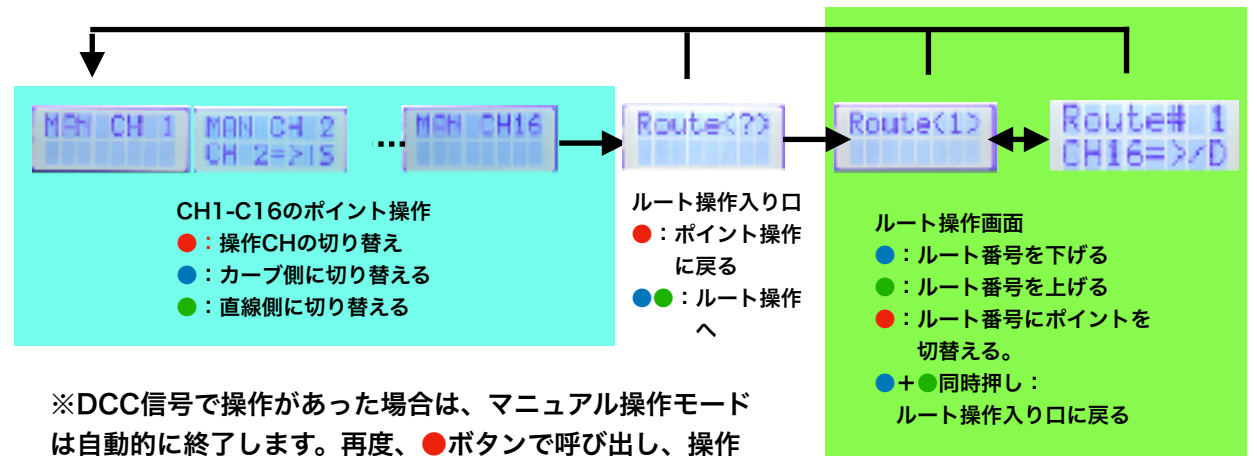 MAN CH 1
MAN CH 2
CH 2=>|S
MAN CH16
Route<?>
Route<1>
Route# 1
CH16=>/D
CH1-C16のポイント操作
●：操作CHの切り替え
●：カーブ側に切り替える
●：直線側に切り替える
ルート操作入り口
●：ポイント操作
に戻る
●●：ルート操作
へ
ルート操作画面
●：ルート番号を下げる
●：ルート番号を上げる
●：ルート番号にポイントを
切替える。
●＋●同時押し：
ルート操作入り口に戻る
※DCC信号で操作があった場合は、マニュアル操作モード
は自動的に終了します。再度、●ボタンで呼び出し、操作